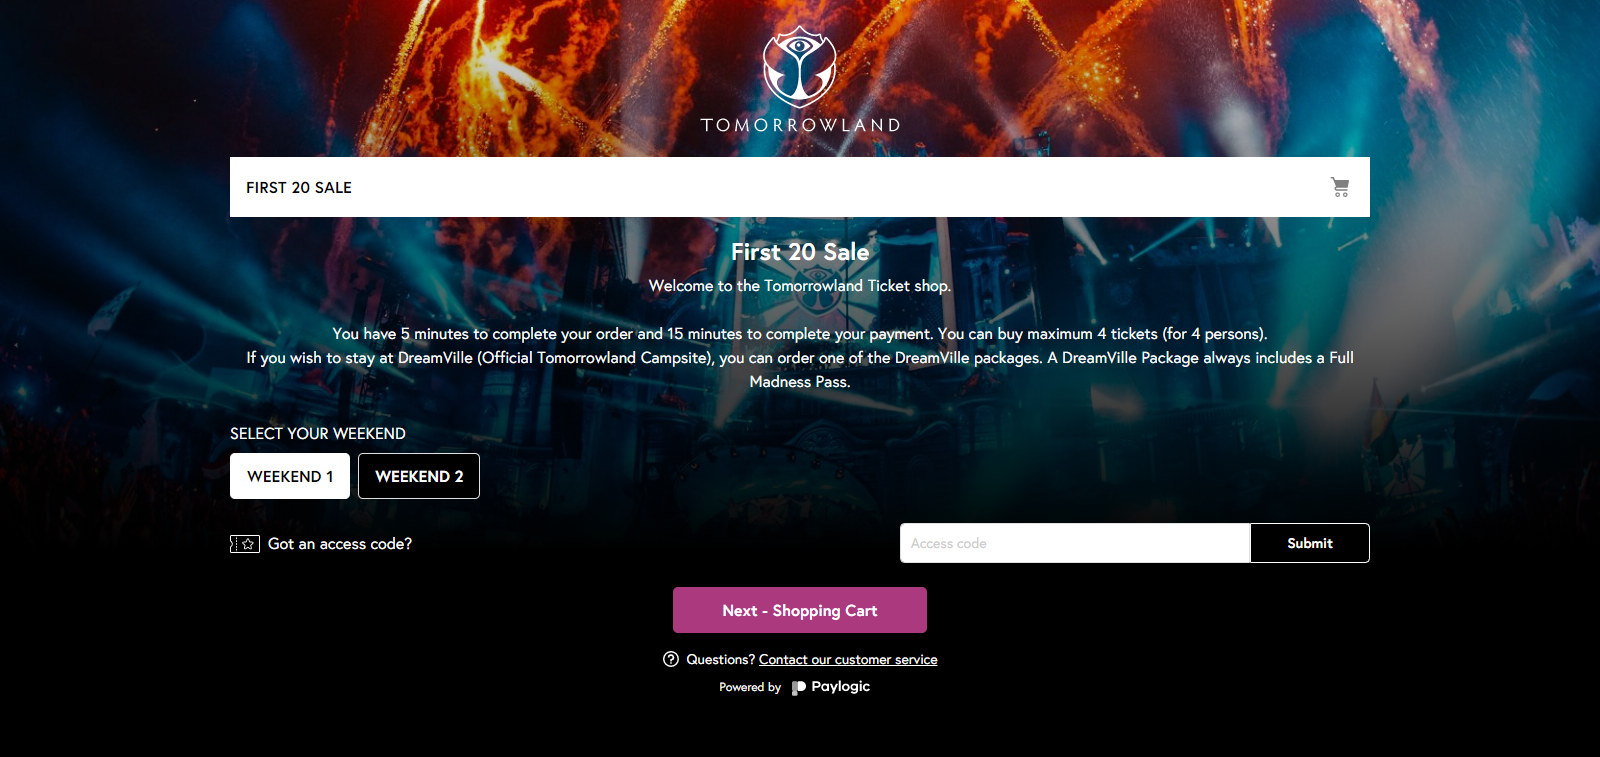 TOMORROWLAND
FIRST 20 SALE
First 20 Sale
Welcome to the Tomorrowland Ticket shop.
You have 5 minutes to complete your order and 15 minutes to complete your payment. You can buy maximum 4 tickets (for 4 persons).
If you wish to stay at DreamVille (Official Tomorrowland Campsite), you can order one of the DreamVille packages. A DreamVille Package always includes a Full
Madness Pass.
SELECT YOUR WEEKEND
WEEKEND 1 WEEKEND 2
Got an access code? Access code Submit
Next - Shopping Cart
Questions? Contact our customer service
Powered by Paylogic